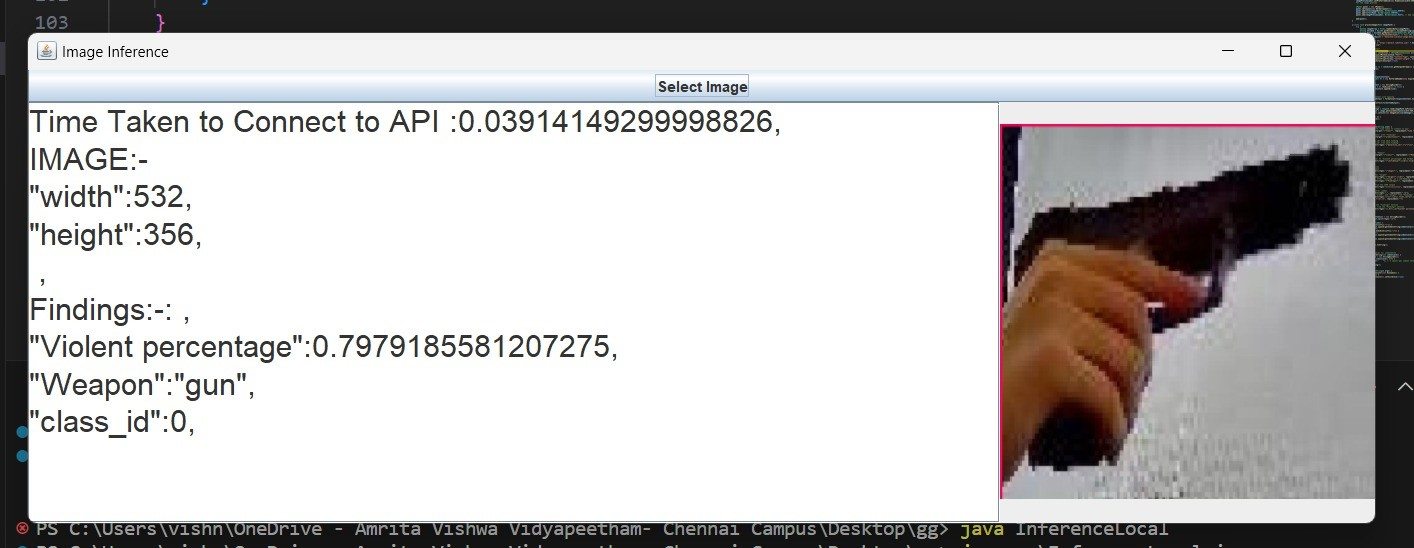 103 }
Image Inference
Select Image
Time Taken to Connect to API :0.03914149299998826,
IMAGE:-
"width":532,
"height":356,
,
Findings:-: ,
"Violent percentage":0.7979185581207275,
"Weapon":"gun",
"class_id":0,
PS C:\Users\vishn\OneDrive - Amrita Vishwa Vidyapeetham- Chennai Campus\Desktop\gg> java InferenceLocal